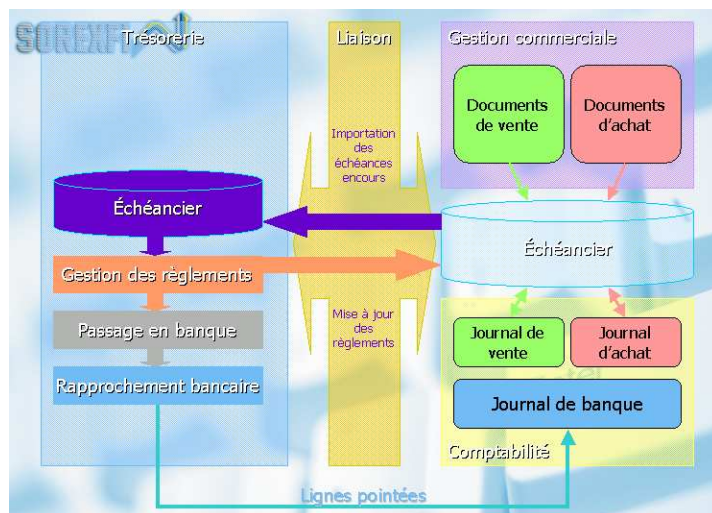 SOREXFI
Trésorerie
Liaison
Gestion commerciale
Documents
de vente
Documents
d'achat
Importation
des
échéances
encours
Échéancier
Échéancier
Gestion des règlements
Mise à jour
des
règlements
Passage en banque
Journal de
vente
Journal
d'achat
Rapprochement bancaire
Journal de banque
Comptabilité
Lignes pointées